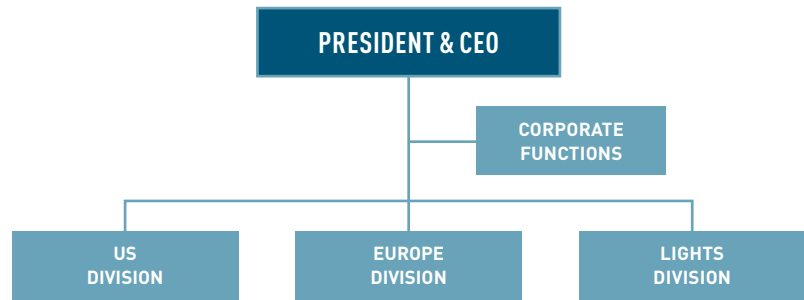 PRESIDENT & CEO
CORPORATE
FUNCTIONS
US
DIVISION
EUROPE
DIVISION
LIGHTS
DIVISION